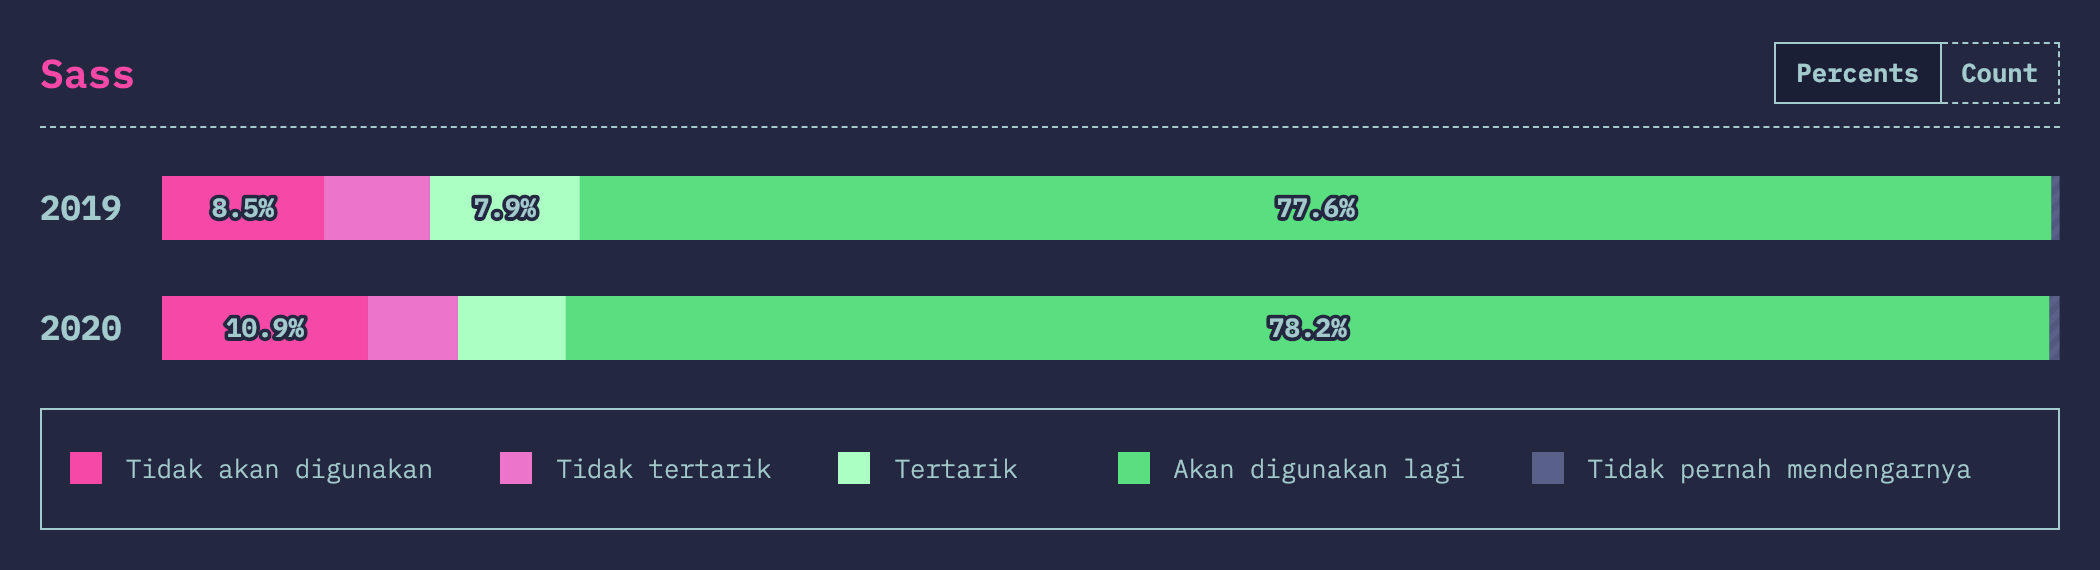 Sass
Percents Count
2019 8.5% 7.9% 77.6%
2020 10.9% 78.2%
Tidak akan digunakan Tidak tertarik Tertarik Akan digunakan lagi Tidak pernah mendengarnya